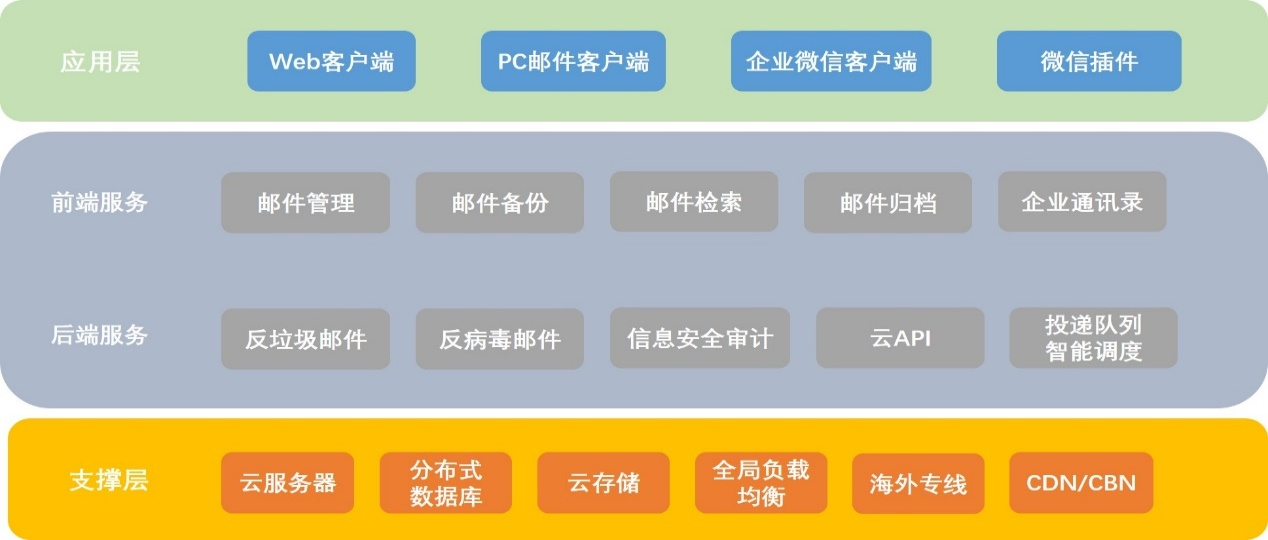 应用层
Web客户端
PC邮件客户端
企业微信客户端
微信插件
前端服务
邮件管理
邮件备份
邮件检索
邮件归档
企业通讯录
后端服务
反垃圾邮件
反病毒邮件
信息安全审计
云API
投递队列
智能调度
支撑层
云服务器
分布式
数据库
云存储
全局负载
均衡
海外专线
CDN/CBN